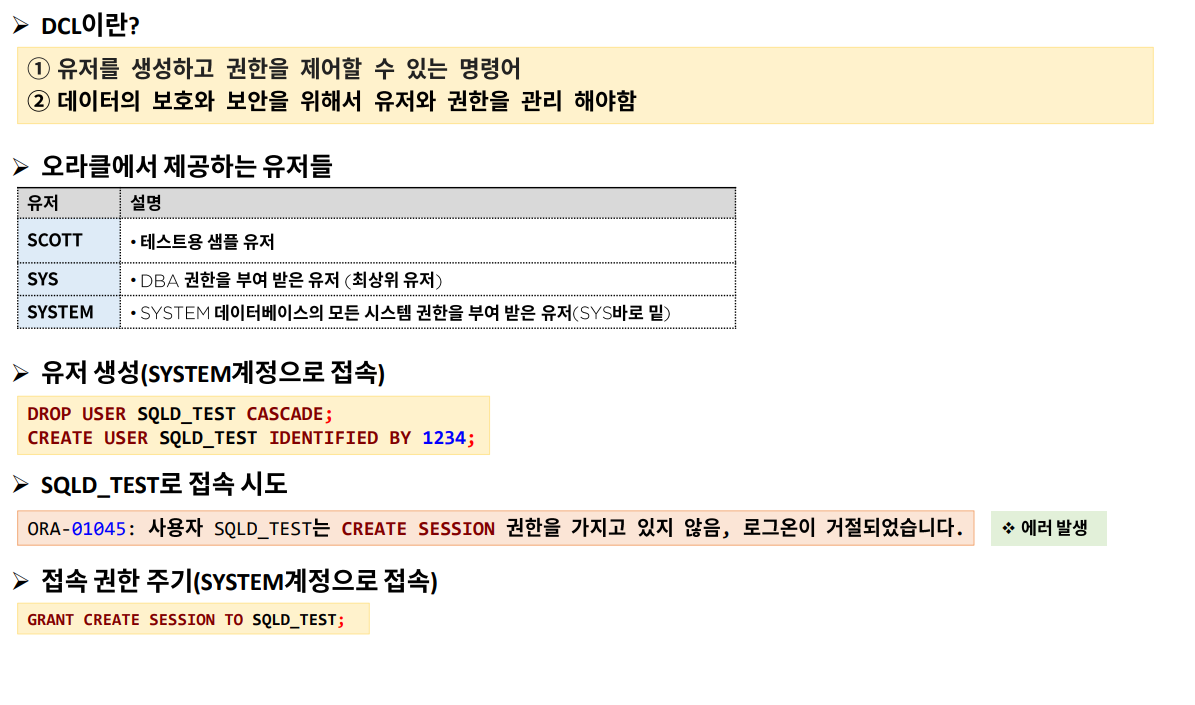 ➢ DCL이란?
① 유저를 생성하고 권한을 제어할 수 있는 명령어
② 데이터의 보호와 보안을 위해서 유저와 권한을 관리 해야함
➢ 오라클에서 제공하는 유저들
유저 설명
SCOTT • 테스트용 샘플 유저
SYS • DBA 권한을 부여 받은 유저 (최상위 유저)
SYSTEM • SYSTEM 데이터베이스의 모든 시스템 권한을 부여 받은 유저(SYS바로 밑)
➢ 유저 생성(SYSTEM계정으로 접속)
DROP USER SQLD_TEST CASCADE;
CREATE USER SQLD_TEST IDENTIFIED BY 1234;
➢ SQLD_TEST로 접속 시도
ORA-01045: 사용자 SQLD_TEST는 CREATE SESSION 권한을 가지고 있지 않음, 로그온이 거절되었습니다.
❖ 에러 발생
➢ 접속 권한 주기(SYSTEM계정으로 접속)
GRANT CREATE SESSION TO SQLD_TEST;